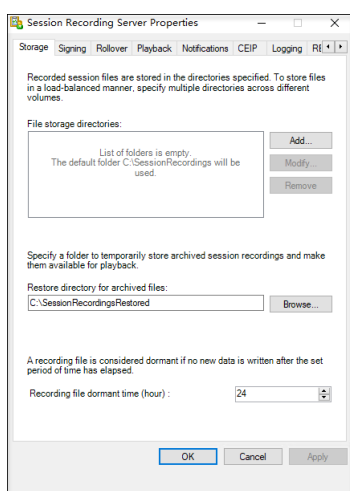 Session Recording Server Properties
Storage Signing Rollover Playback Notifications CEIP Logging
Recorded session files are stored in the directories specified. To store files
in a load-balanced manner, specify multiple directories across different
volumes.
File storage directories:
List of folders is empty.
The default folder C:\SessionRecordings will be
used.
Add...
Modify...
Remove
Specify a folder to temporarily store archived session recordings and make
them available for playback.
Restore directory for archived files:
C:\SessionRecordingsRestored
Browse...
A recording file is considered dormant if no new data is written after the set
period of time has elapsed.
Recording file dormant time (hour) :
24
OK Cancel Apply